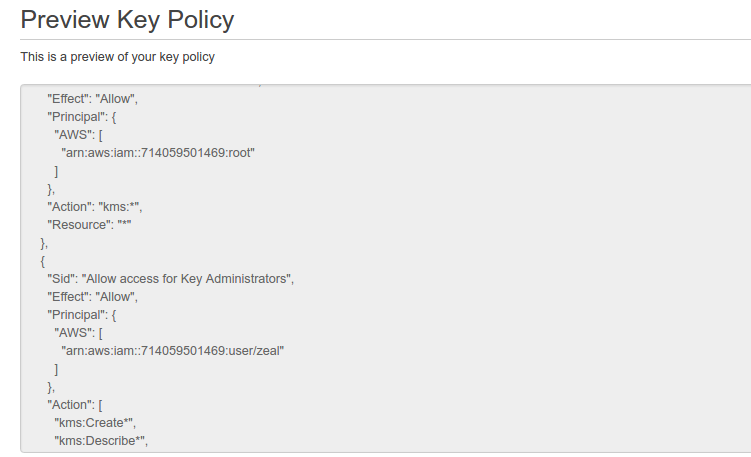 Preview Key Policy
This is a preview of your key policy
"Effect": "Allow",
"Principal": {
"AWS": [
"arn:aws:iam::714059501469:root"
]
},
"Action": "kms:*",
"Resource": "*"
},
{
"Sid": "Allow access for Key Administrators",
"Effect": "Allow",
"Principal": {
"AWS": [
"arn:aws:iam::714059501469:user/zeal"
]
},
"Action": [
"kms:Create*",
"kms:Describe*",